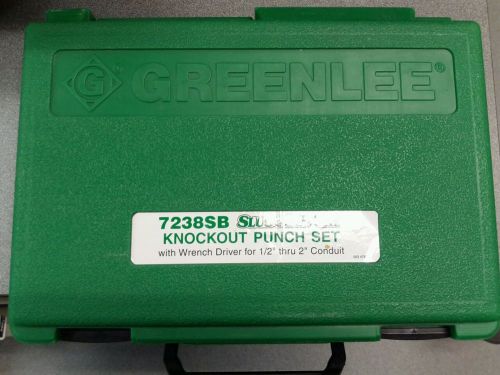 G GREENLEE®
7238SB
KNOCKOUT PUNCH SET
with Wrench Driver for 1/2" thru 2" Conduit